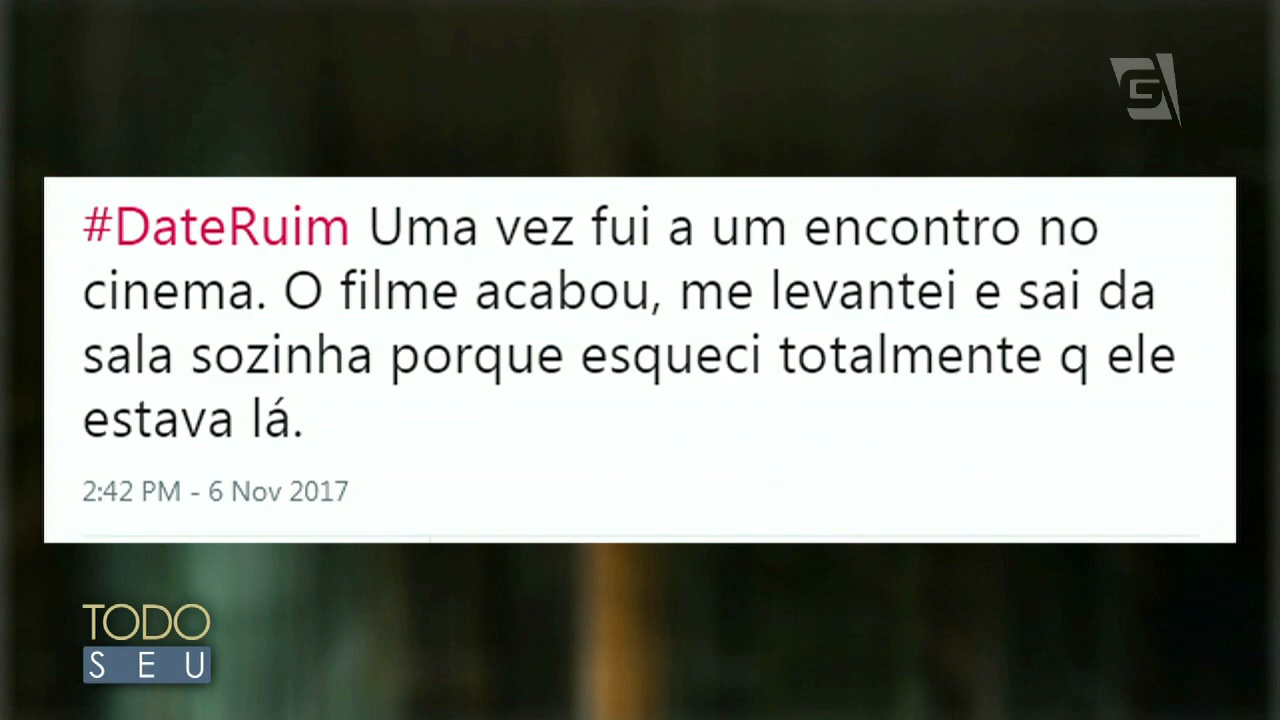 #DateRuim Uma vez fui a um encontro no
cinema. O filme acabou, me levantei e sai da
sala sozinha porque esqueci totalmente q ele
estava lá.
2:42 PM - 6 Nov 2017
TODO
SEU